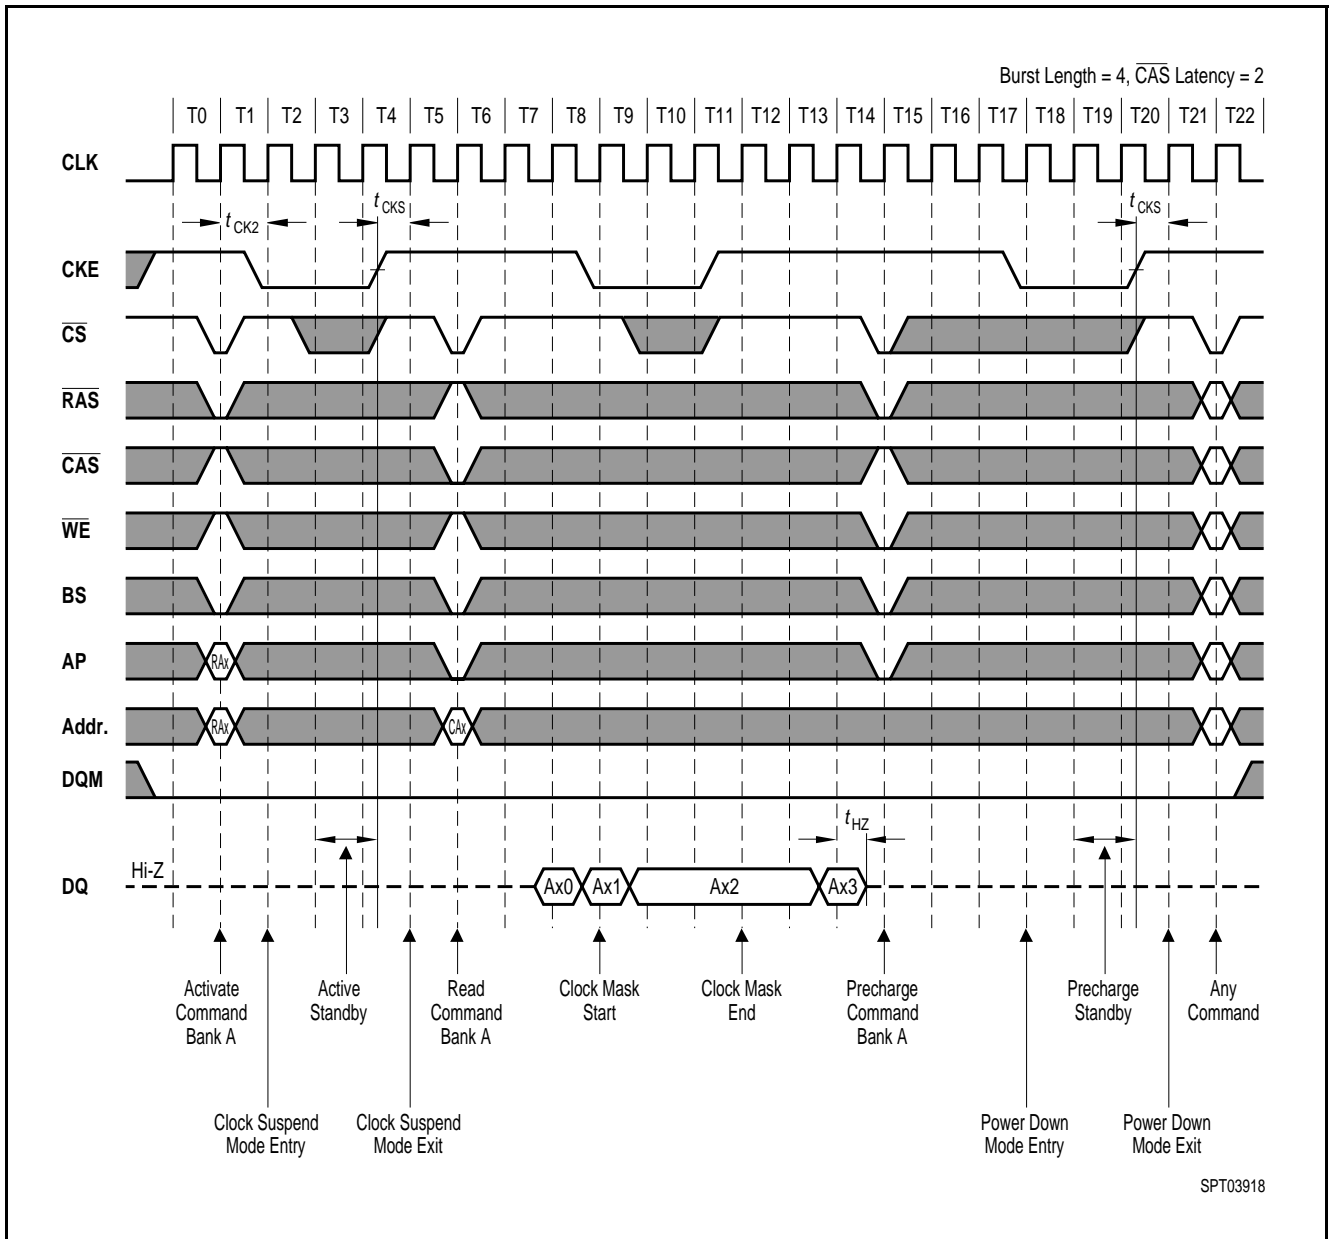 Burst Length = 4, CAS Latency = 2
T0 T1 T2 T3 T4 T5 T6 T7 T8 T9 T10 T11 T12 T13 T14 T15 T16 T17 T18 T19 T20 T21 T22
CLK
t CK2 t CKS t CKS
CKE
CS
RAS
CAS
WE
BS
AP RAx
Addr. RAx CAx
DQM
t HZ
DQ Hi-Z Ax0 Ax1 Ax2 Ax3
Activate Command Bank A
Active Standby
Read Command Bank A
Clock Mask Start
Clock Mask End
Precharge Command Bank A
Precharge Standby
Any Command
Clock Suspend Mode Entry
Clock Suspend Mode Exit
Power Down Mode Entry
Power Down Mode Exit
SPT03918